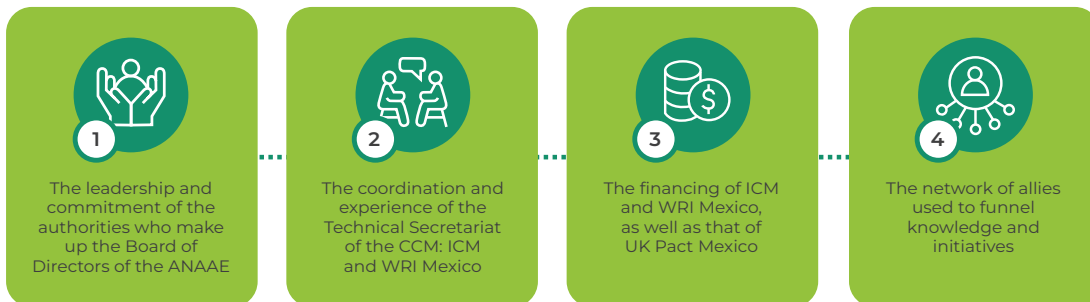 1
The leadership and
commitment of the
authorities who make
up the Board of
Directors of the ANAAE
2
The coordination and
experience of the
Technical Secretariat
of the CCM: ICM
and WRI Mexico
3
$
The financing of ICM
and WRI Mexico,
as well as that of
UK Pact Mexico
4
The network of allies
used to funnel
knowledge and
initiatives